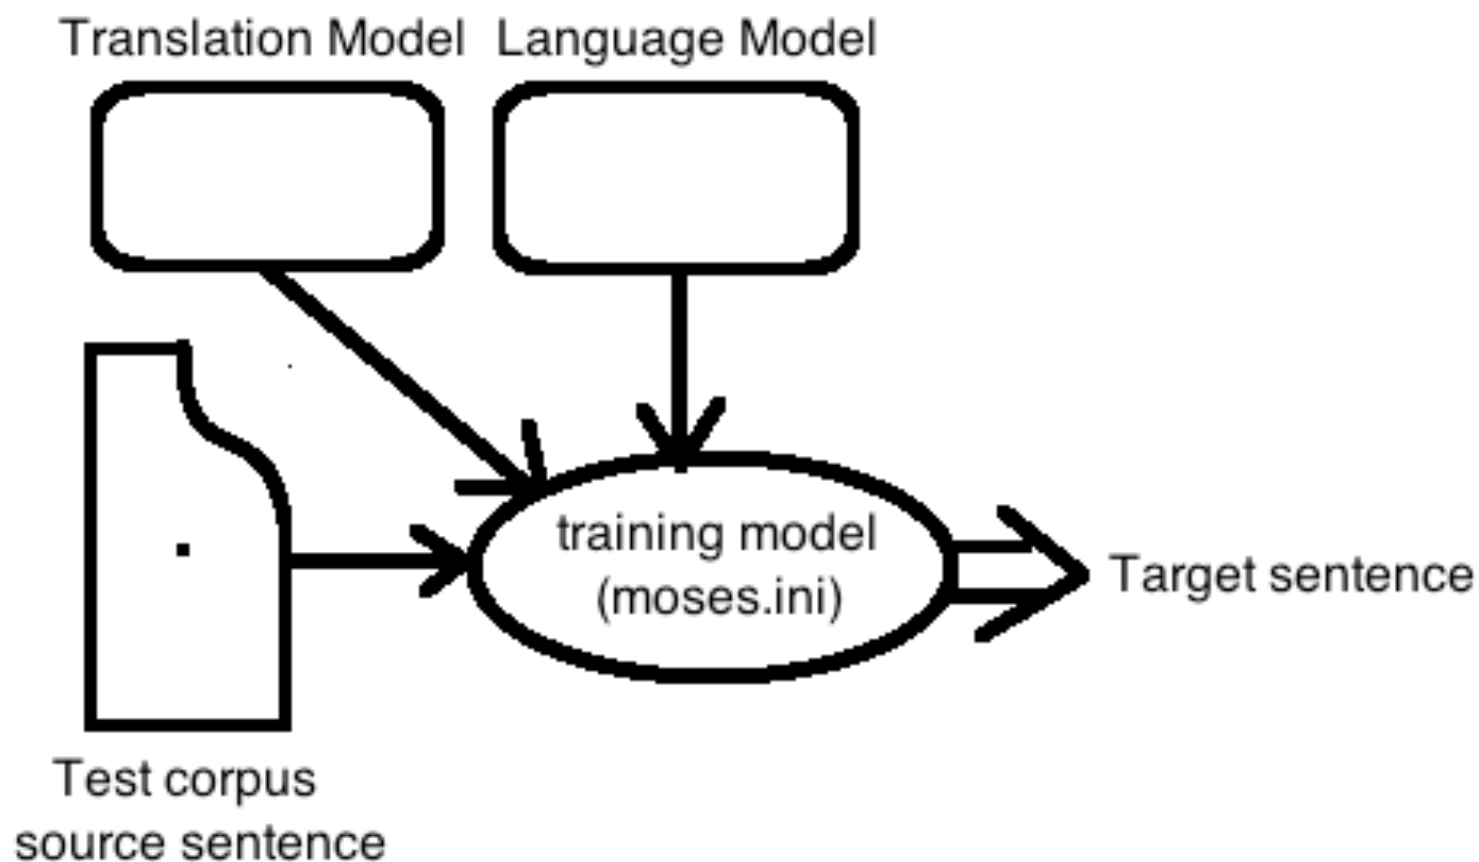 Translation Model
Language Model
training model
(moses.ini)
Target sentence
Test corpus
source sentence